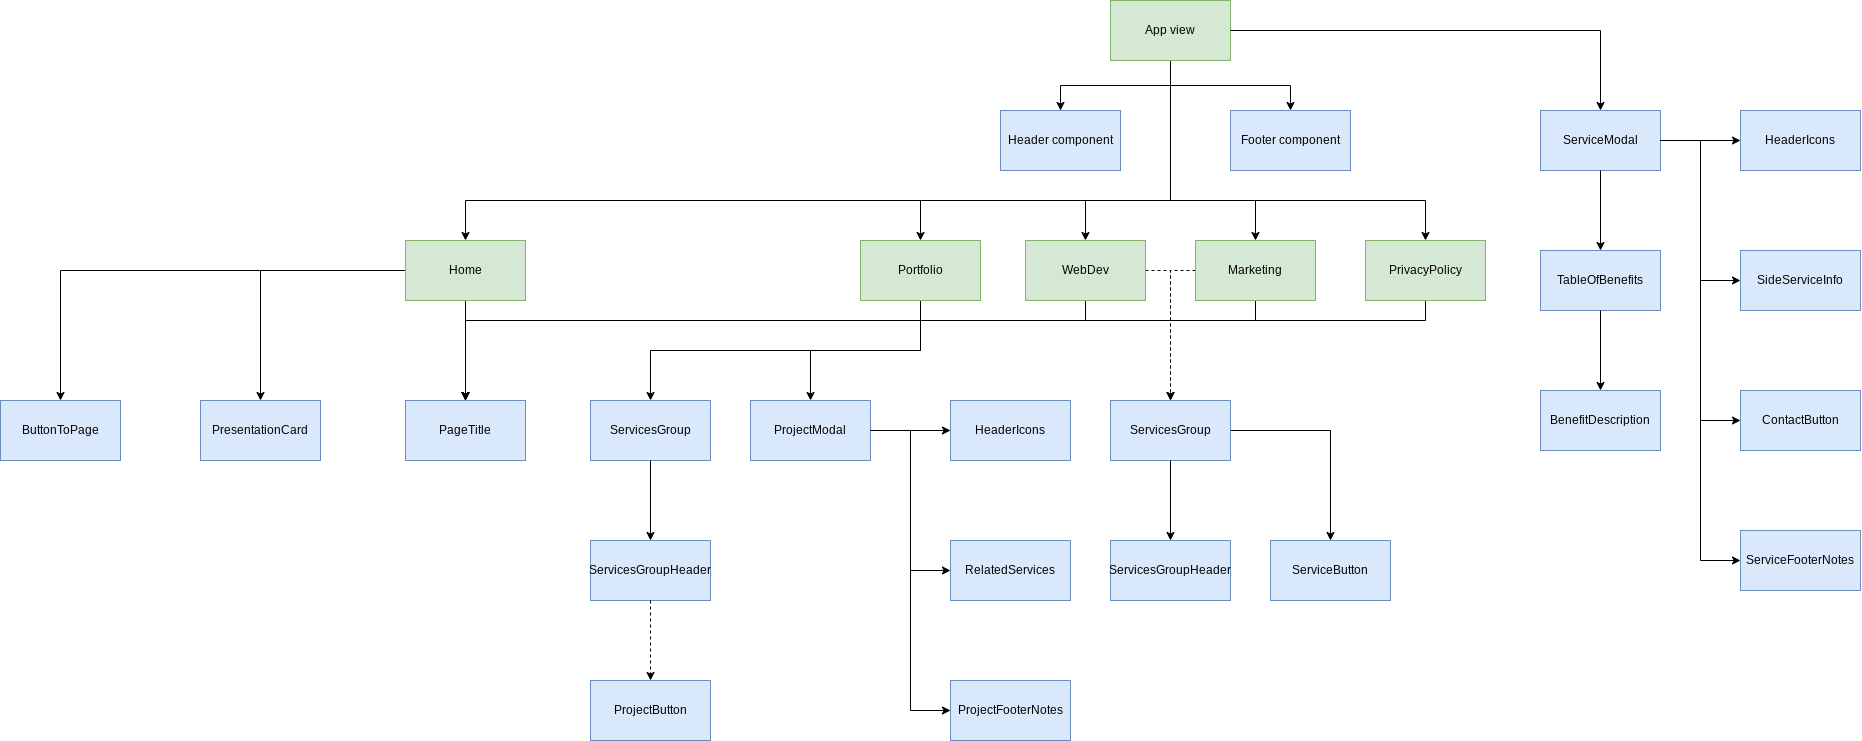 App view
Header component
Footer component
ServiceModal
HeaderIcons
Home
Portfolio
WebDev
Marketing
PrivacyPolicy
TableOfBenefits
SideServiceInfo
ButtonToPage
PresentationCard
PageTitle
ServicesGroup
ProjectModal
HeaderIcons
ServicesGroup
BenefitDescription
ContactButton
ServicesGroupHeader
RelatedServices
ServicesGroupHeader
ServiceButton
ServiceFooterNotes
ProjectButton
ProjectFooterNotes